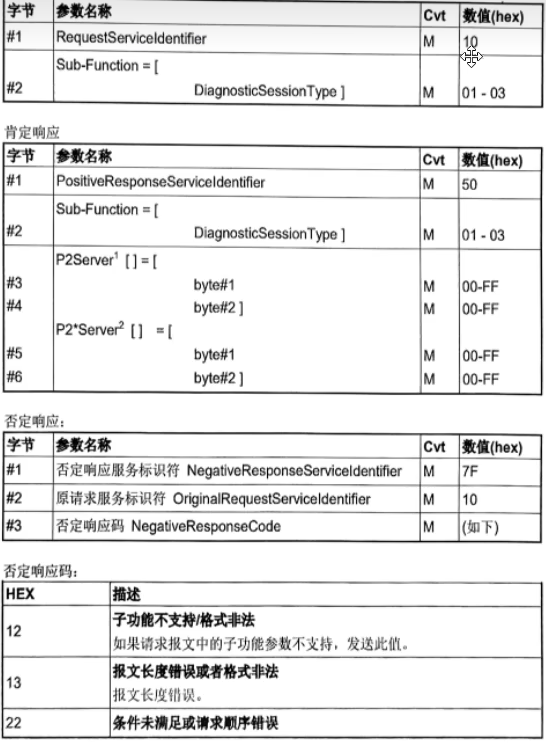 字节 参数名称 Cvt 数值(hex)
#1 RequestServiceIdentifier M 10
Sub-Function = [
#2 DiagnosticSessionType ] M 01 - 03
肯定响应
字节 参数名称 Cvt 数值(hex)
#1 PositiveResponseServiceIdentifier M 50
Sub-Function = [
#2 DiagnosticSessionType ] M 01 - 03
P2Server¹ [ ] = [
#3 byte#1 M 00-FF
#4 byte#2 ] M 00-FF
P2*Server² [ ] = [
#5 byte#1 M 00-FF
#6 byte#2 ] M 00-FF
否定响应：
字节 参数名称 Cvt 数值(hex)
#1 否定响应服务标识符 NegativeResponseServiceIdentifier M 7F
#2 原请求服务标识符 OriginalRequestServiceIdentifier M 10
#3 否定响应码 NegativeResponseCode M (如下)
否定响应码：
HEX 描述
子功能不支持/格式非法
12 如果请求报文中的子功能参数不支持，发送此值。
报文长度错误或者格式非法
13 报文长度错误。
22 条件未满足或请求顺序错误